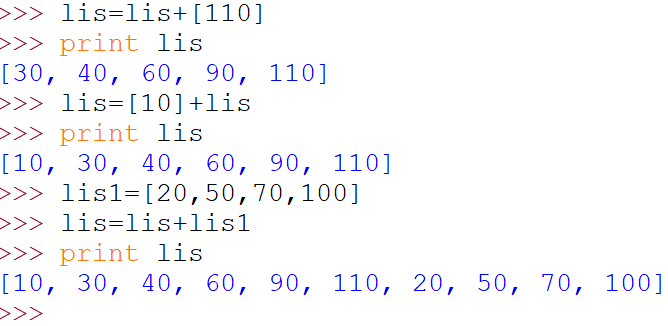 >>> lis=lis+[110]
>>> print lis
[30, 40, 60, 90, 110]
>>> lis=[10]+lis
>>> print lis
[10, 30, 40, 60, 90, 110]
>>> lis1=[20,50,70,100]
>>> lis=lis+lis1
>>> print lis
[10, 30, 40, 60, 90, 110, 20, 50, 70, 100]
>>>